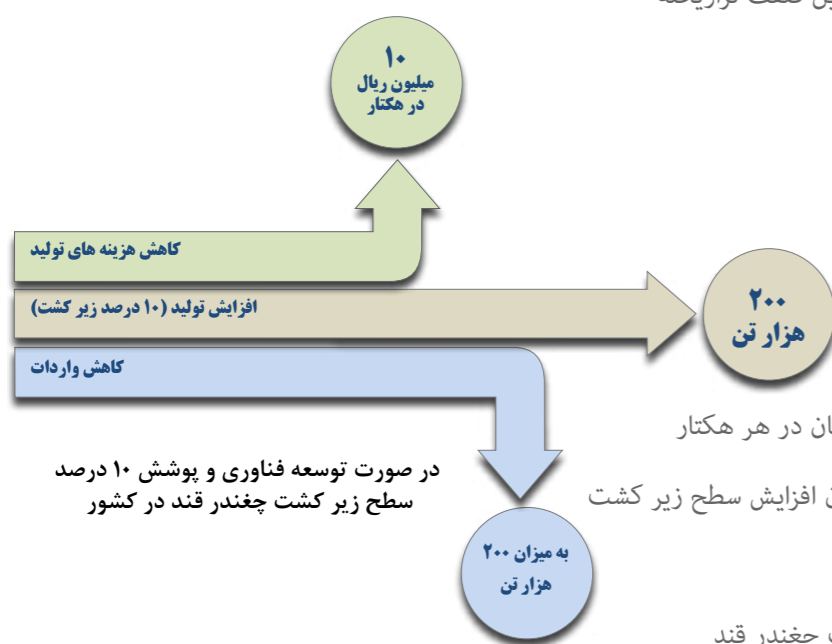 ۱۰
میلیون ریال
در هکتار
کاهش هزینه های تولید
افزایش تولید (۱۰ درصد زیر کشت)
۲۰۰
هزار تن
کاهش واردات
در هر هکتار
در صورت توسعه فناوری و پوشش ۱۰ درصد
سطح زیر کشت چغندر قند در کشور
افزایش سطح زیر کشت
به میزان ۲۰۰
هزار تن
چغندر قند